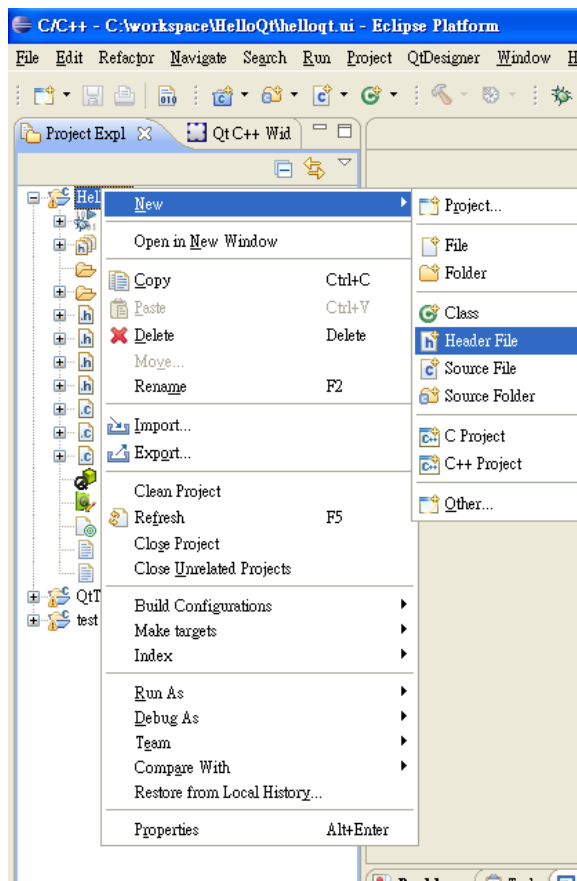 C/C++ - C:\workspace\HelloQt\helloqt.ui - Eclipse Platform
File Edit Refactor Navigate Search Run Project QtDesigner Window H
010
Project Expl Qt C++ Wid
Hell
New
Open in New Window
Copy Ctrl+C
Paste Ctrl+V
Delete Delete
Move...
Rename F2
Import...
Export...
Clean Project
Refresh F5
Close Project
Close Unrelated Projects
Build Configurations
Make targets
Index
Run As
Debug As
Team
Compare With
Restore from Local History...
Properties Alt+Enter
Project...
File
Folder
Class
Header File
Source File
Source Folder
C Project
C++ Project
Other...
QtT
test